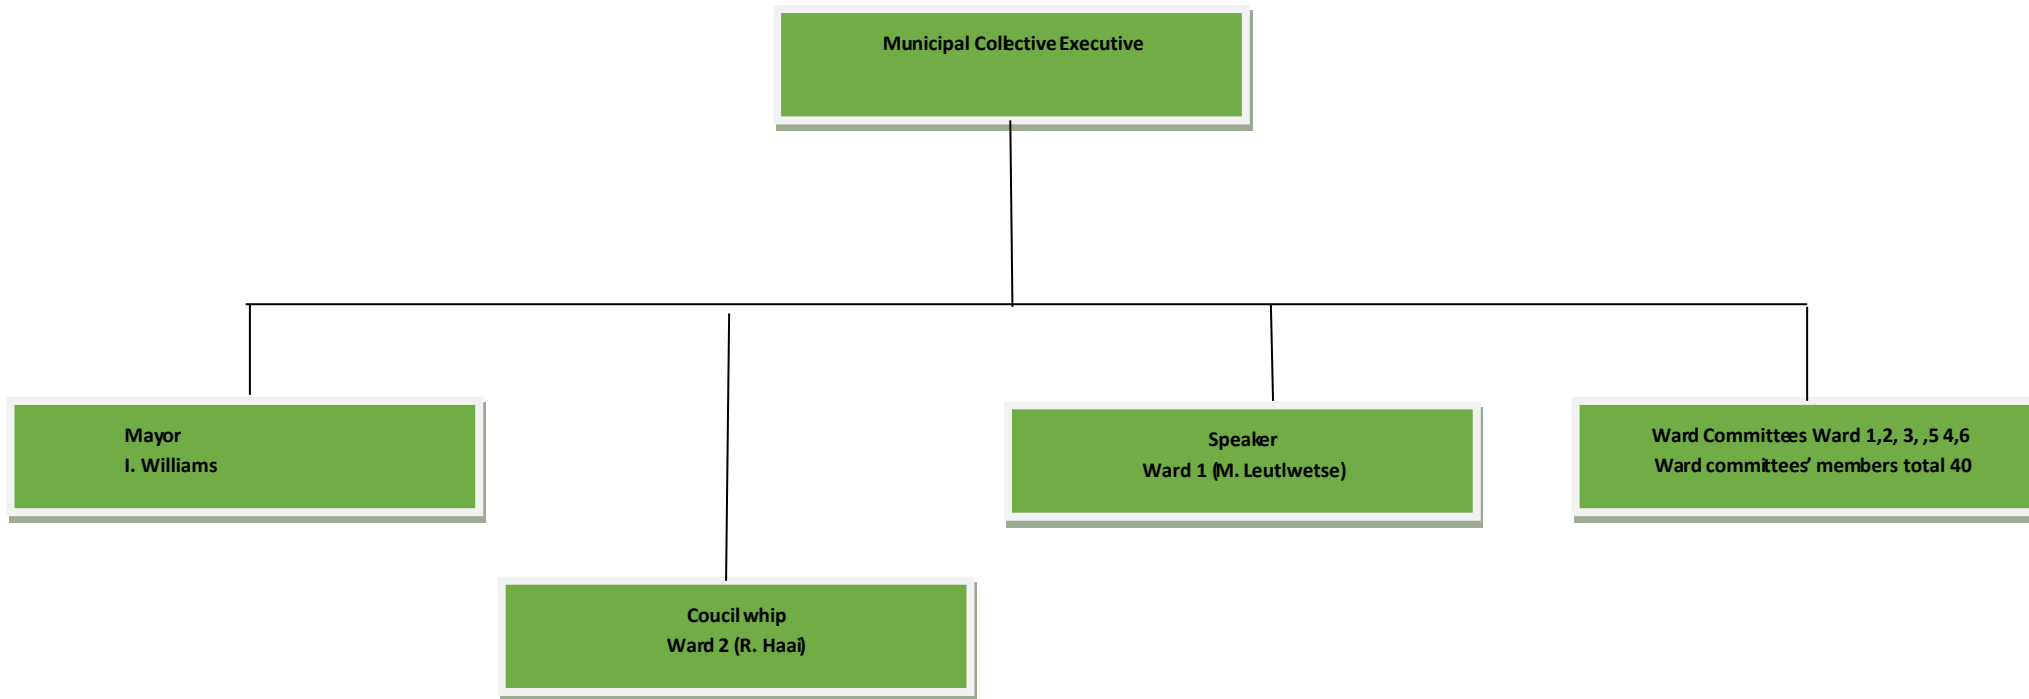 Municipal Collective Executive
Mayor
I. Williams
Speaker
Ward 1 (M. Leutlwetse)
Ward Committees Ward 1,2, 3, ,5 4,6
Ward committees’ members total 40
Coucil whip
Ward 2 (R. Haai)